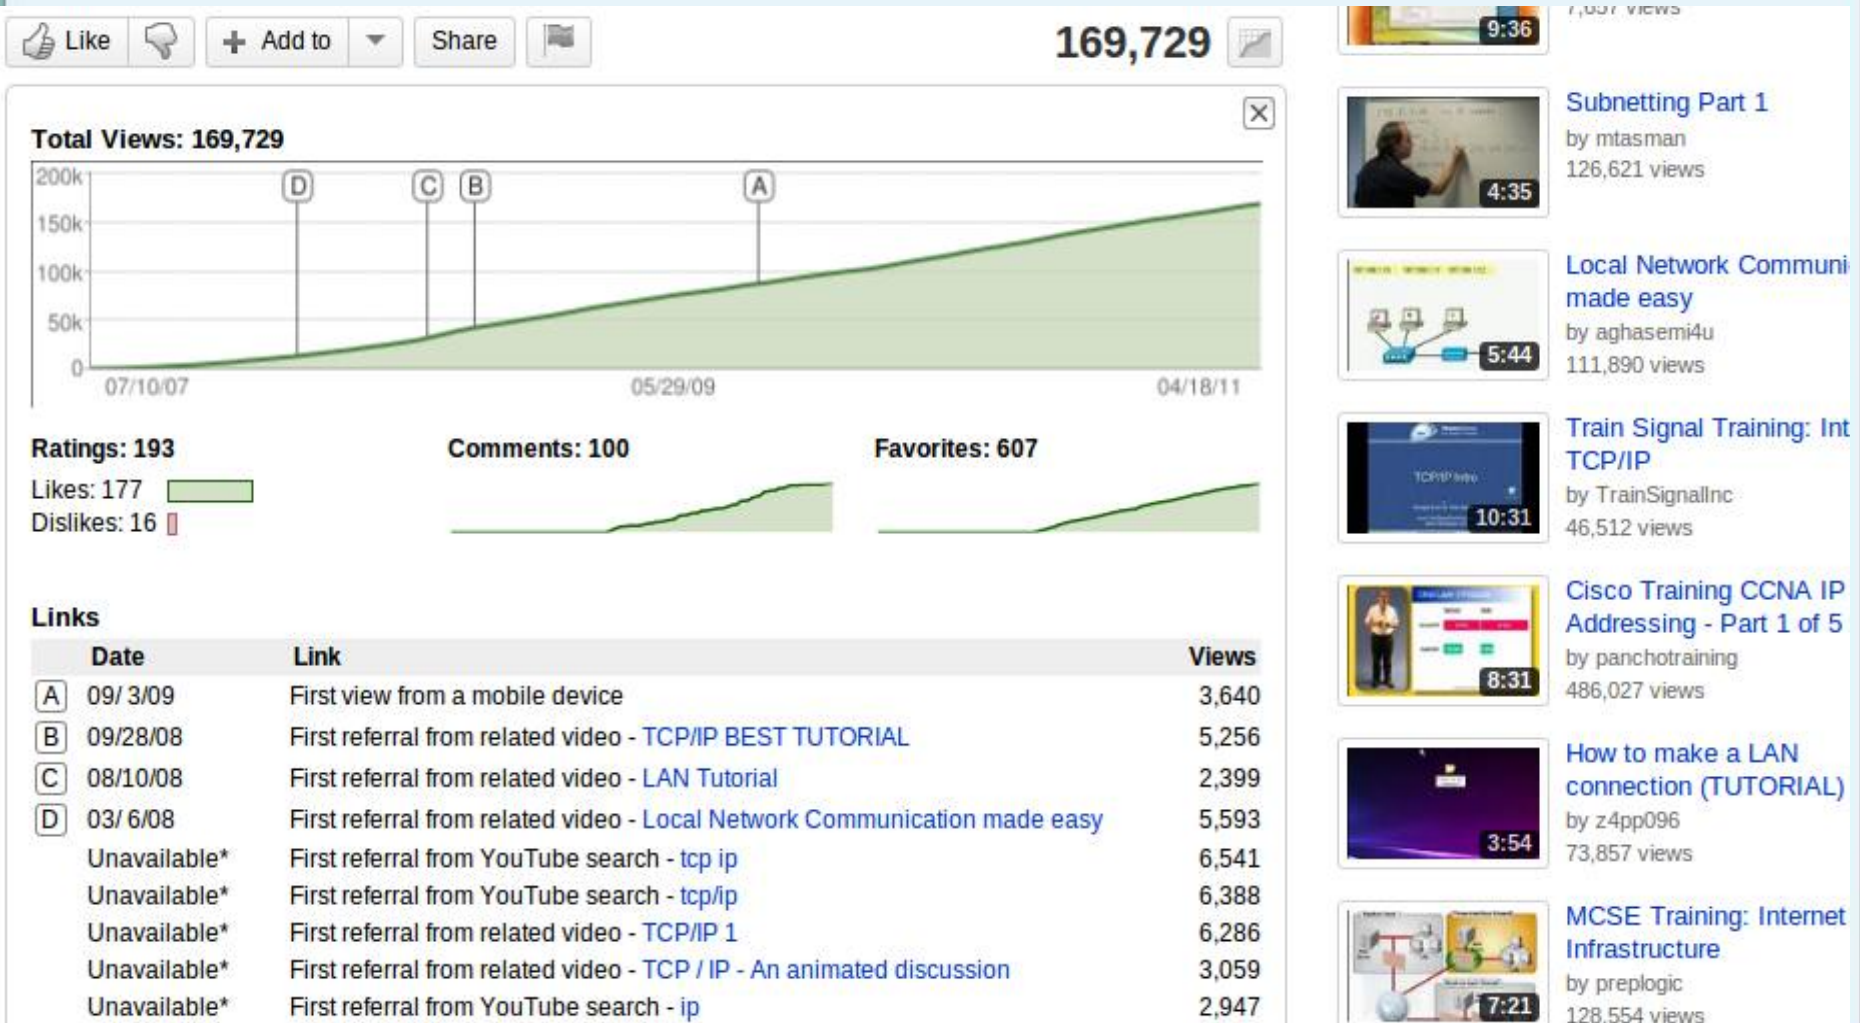 Like
Add to
Share
169,729
Total Views: 169,729
200k
150k
100k
50k
0
D
C
B
A
07/10/07
05/29/09
04/18/11
Ratings: 193
Likes: 177
Dislikes: 16
Comments: 100
Favorites: 607
Links
Date Link Views
A 09/ 3/09 First view from a mobile device 3,640
B 09/28/08 First referral from related video - TCP/IP BEST TUTORIAL 5,256
C 08/10/08 First referral from related video - LAN Tutorial 2,399
D 03/ 6/08 First referral from related video - Local Network Communication made easy 5,593
Unavailable* First referral from YouTube search - tcp ip 6,541
Unavailable* First referral from YouTube search - tcp/ip 6,388
Unavailable* First referral from related video - TCP/IP 1 6,286
Unavailable* First referral from related video - TCP / IP - An animated discussion 3,059
Unavailable* First referral from YouTube search - ip 2,947
9:36
7,657 views
4:35
Subnetting Part 1
by mtasman
126,621 views
5:44
Local Network Communi
made easy
by aghasemi4u
111,890 views
TCP/IP Intro
10:31
Train Signal Training: Int
TCP/IP
by TrainSignalInc
46,512 views
8:31
Cisco Training CCNA IP
Addressing - Part 1 of 5
by panchotraining
486,027 views
3:54
How to make a LAN
connection (TUTORIAL)
by z4pp096
73,857 views
7:21
MCSE Training: Internet
Infrastructure
by preplogic
128,554 views